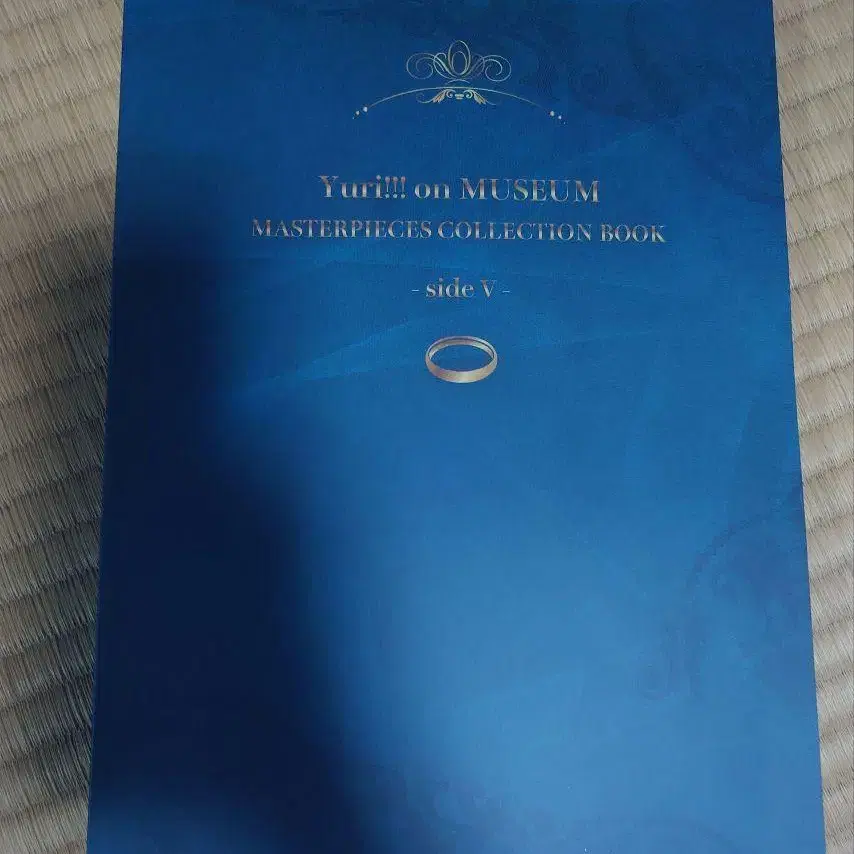 Yuri!!! on MUSEUM
MASTERPIECES COLLECTION BOOK
- side V -